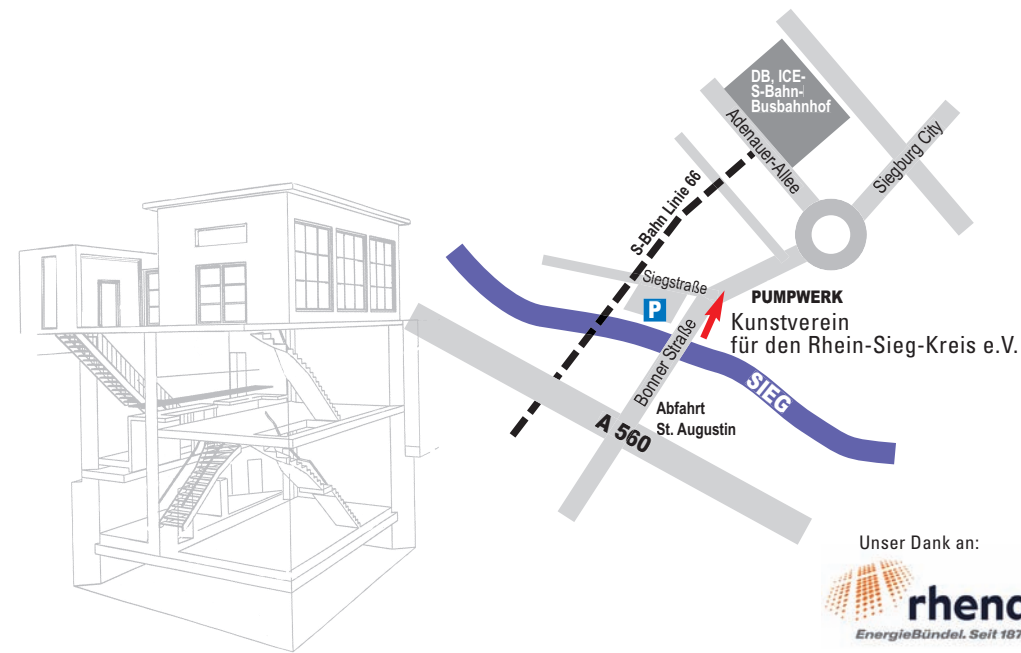 DB, ICE-
S-Bahn-
Busbahnhof
Adenauer-Allee
Siegburg City
S-Bahn Linie 66
Siegstraße
P
PUMPWERK
Kunstverein
für den Rhein-Sieg-Kreis e.V.
Bonner Straße
SIEG
Abfahrt
St. Augustin
A 560
Unser Dank an:
EnergieBündel. Seit